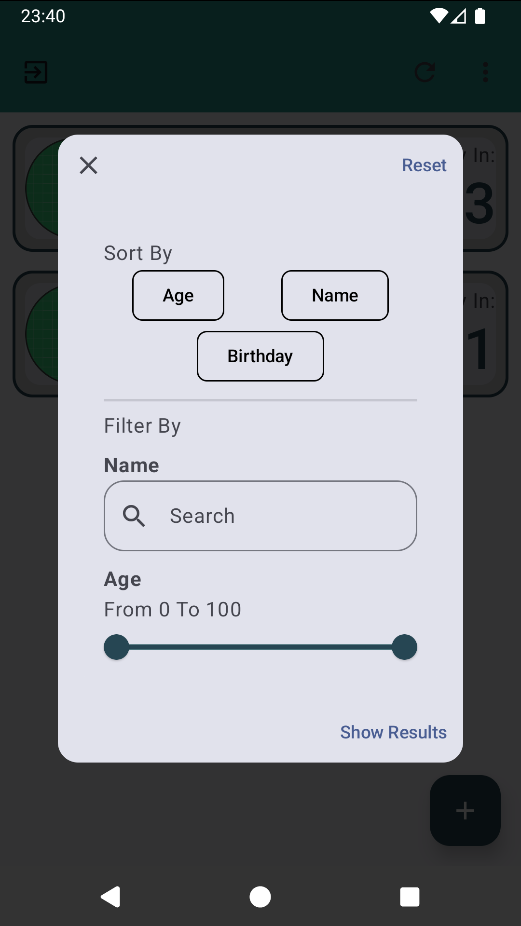 23:40
Reset
y In:
3
Sort By
Age Name
Birthday
y In:
1
Filter By
Name
Search
Age
From 0 To 100
Show Results